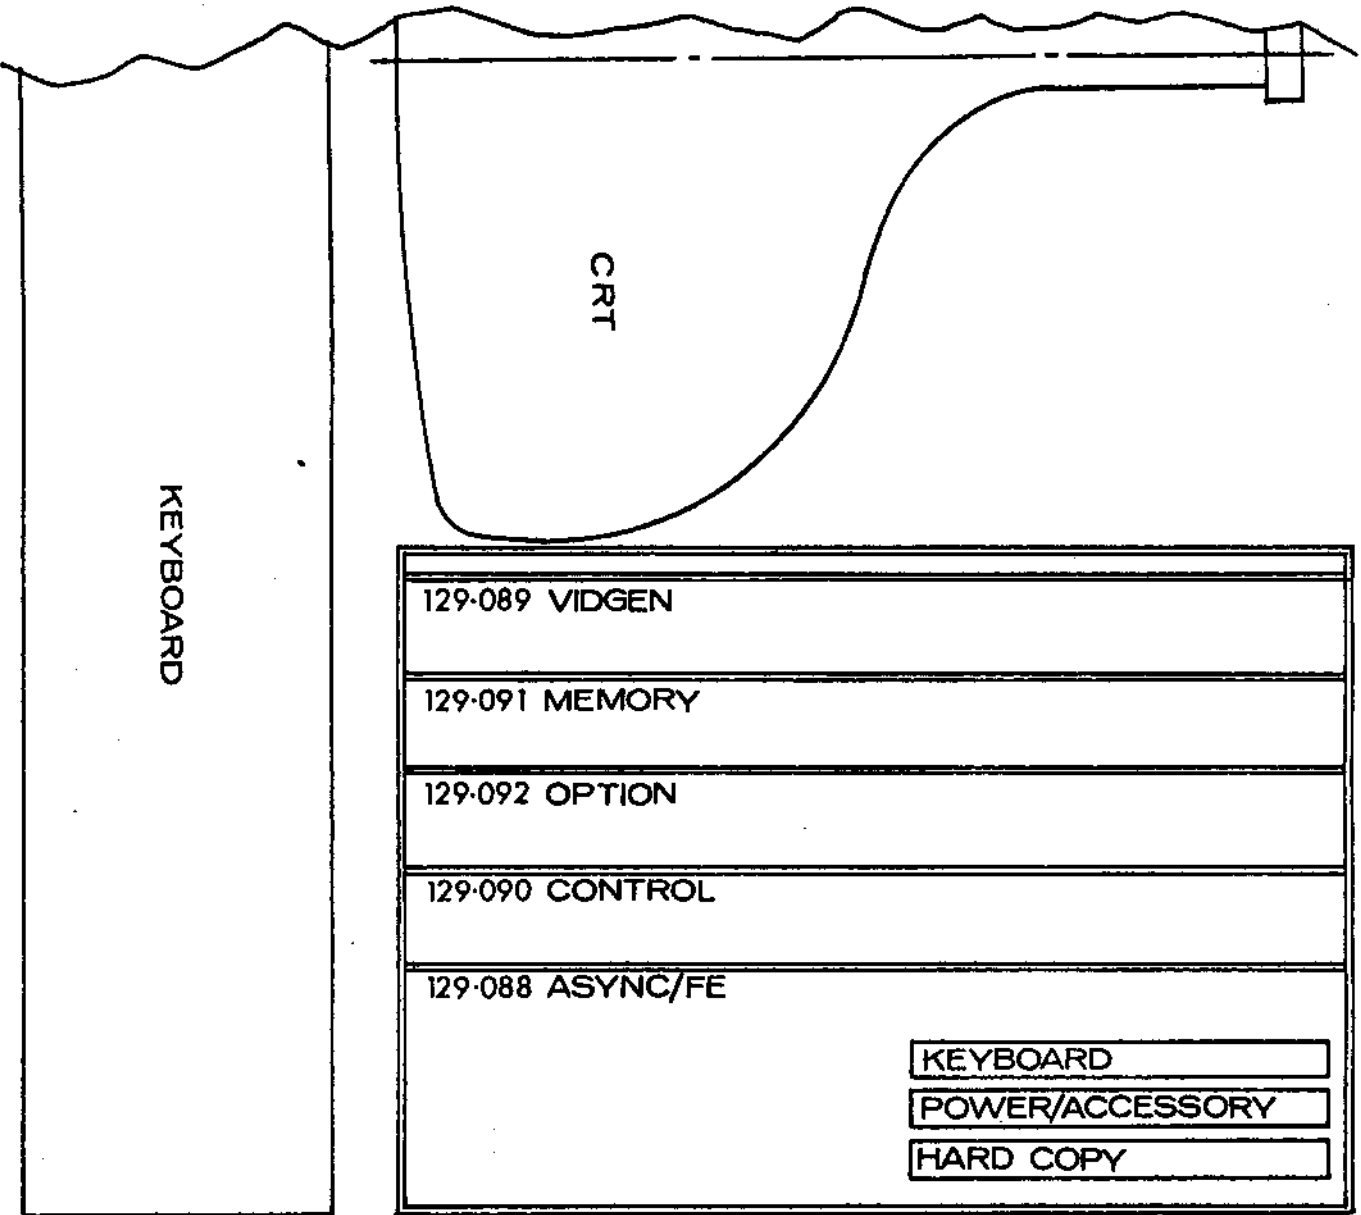 CRT
KEYBOARD
129·089 VIDGEN
129·091 MEMORY
129·092 OPTION
129·090 CONTROL
129·088 ASYNC/FE
KEYBOARD
POWER/ACCESSORY
HARD COPY